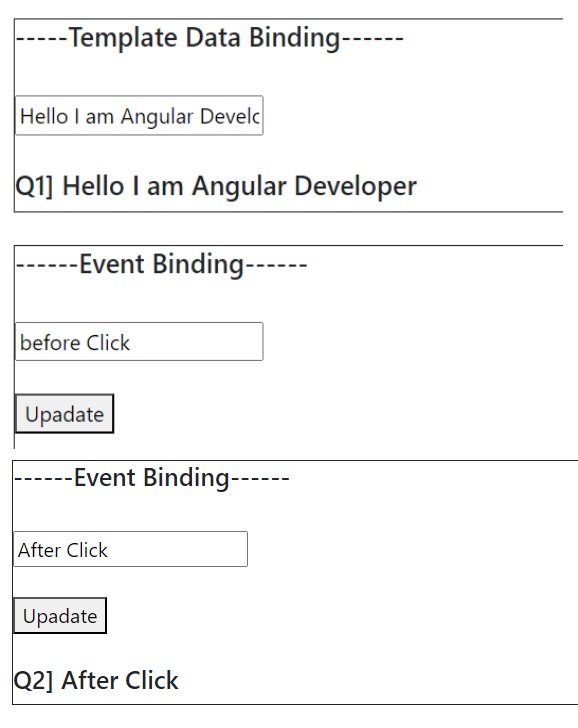 -----Template Data Binding------
Hello I am Angular Develc
Q1] Hello I am Angular Developer
------Event Binding------
before Click
Upadate
------Event Binding------
After Click
Upadate
Q2] After Click